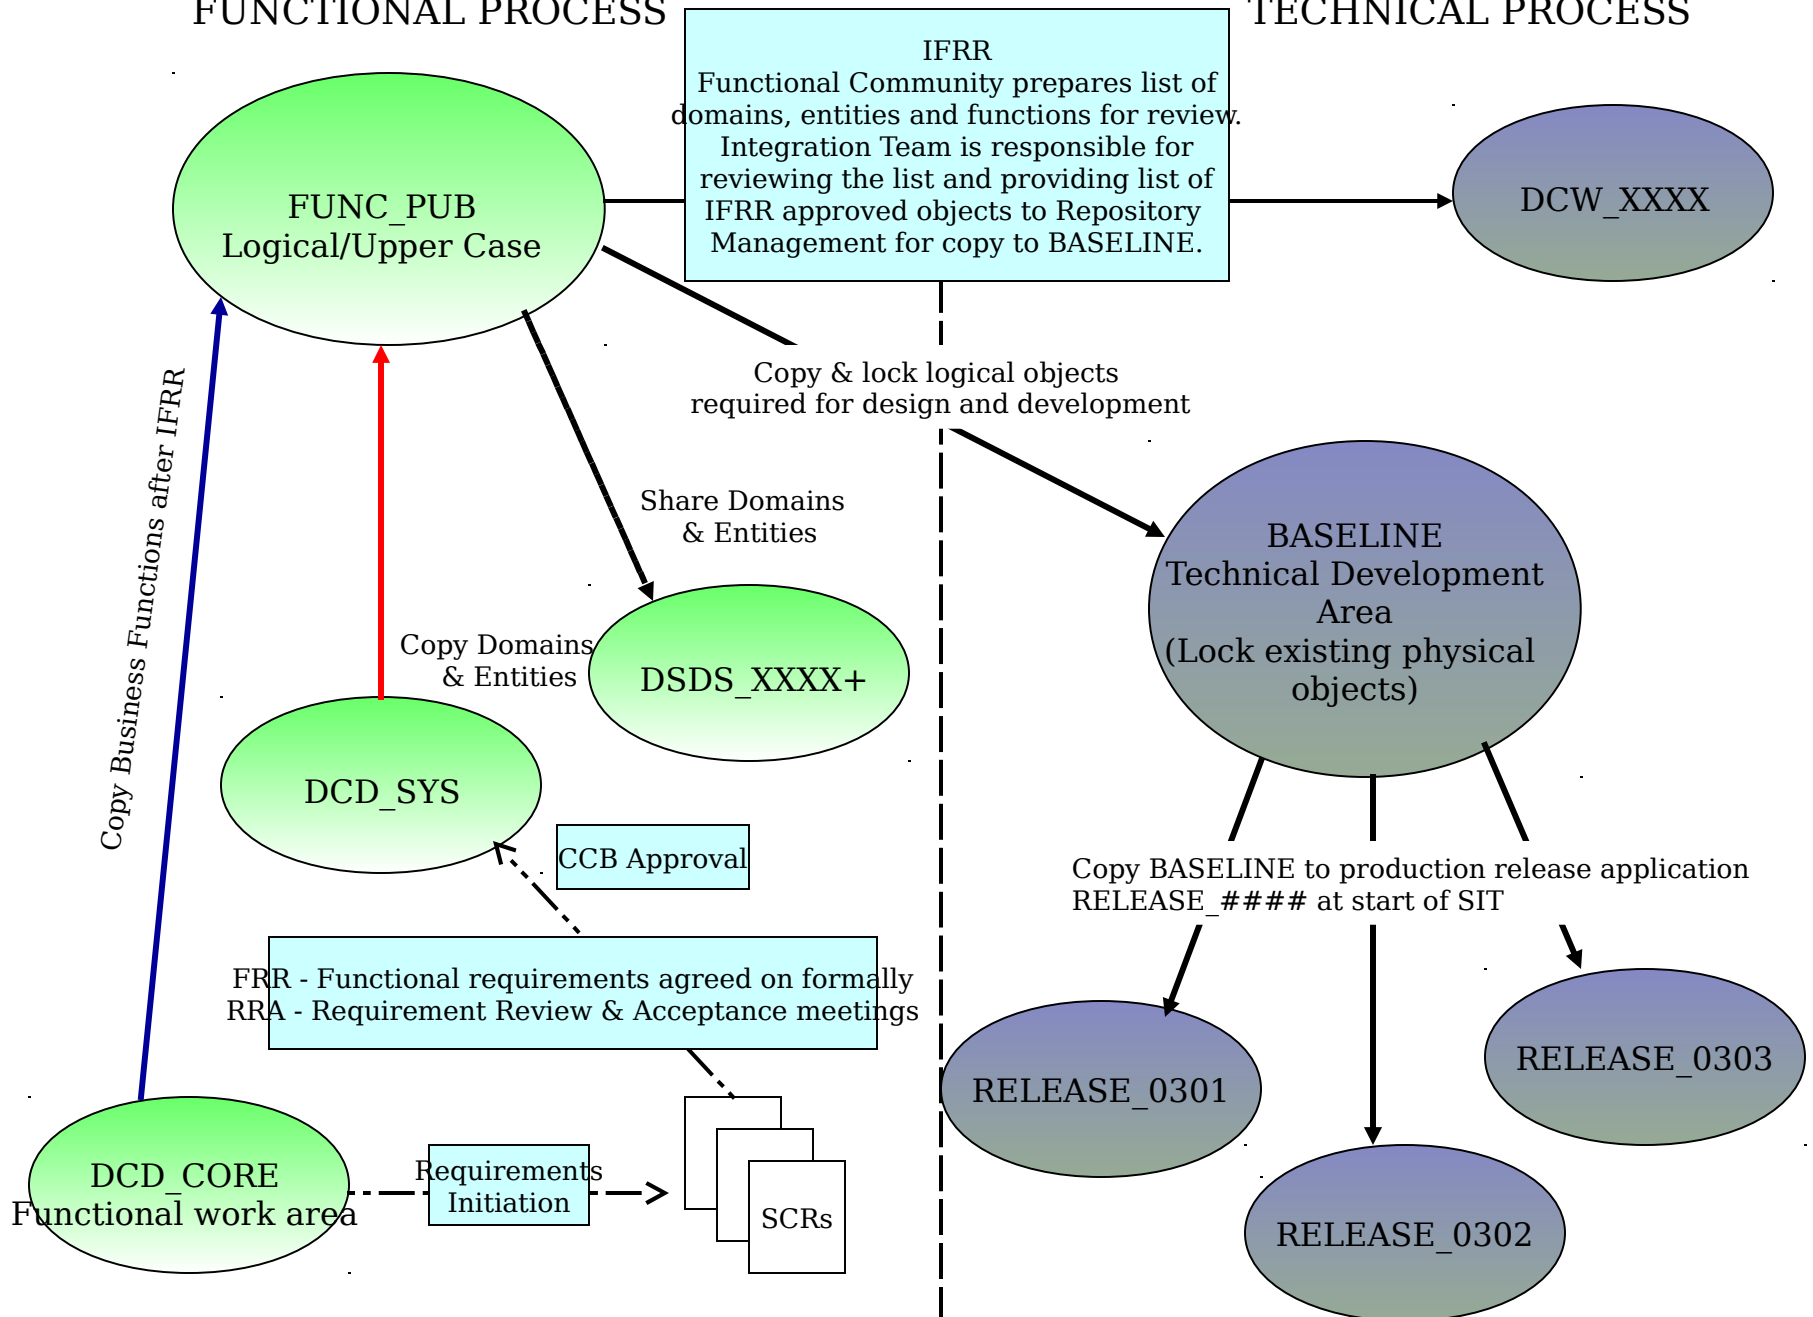 FUNCTIONAL PROCESS
TECHNICAL PROCESS
IFRR
Functional Community prepares list of
domains, entities and functions for review.
Integration Team is responsible for
reviewing the list and providing list of
IFRR approved objects to Repository
Management for copy to BASELINE.
FUNC_PUB
Logical/Upper Case
DCW_XXXX
Copy & lock logical objects
required for design and development
Copy Business Functions after IFRR
Share Domains
& Entities
BASELINE
Technical Development
Area
(Lock existing physical
objects)
Copy Domains
& Entities
DSDS_XXXX+
DCD_SYS
CCB Approval
Copy BASELINE to production release application
RELEASE_#### at start of SIT
FRR - Functional requirements agreed on formally
RRA - Requirement Review & Acceptance meetings
RELEASE_0301
RELEASE_0303
DCD_CORE
Functional work area
Requirements
Initiation
SCRs
RELEASE_0302